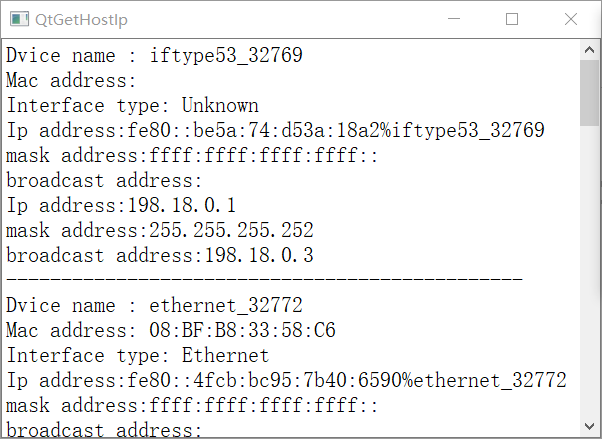 QtGetHostIp
Dvice name : iftype53_32769
Mac address:
Interface type: Unknown
Ip address:fe80::be5a:74:d53a:18a2%iftype53_32769
mask address:ffff:ffff:ffff:ffff::
broadcast address:
Ip address:198.18.0.1
mask address:255.255.255.252
broadcast address:198.18.0.3
-----------------------------------------------
Dvice name : ethernet_32772
Mac address: 08:BF:B8:33:58:C6
Interface type: Ethernet
Ip address:fe80::4fcb:bc95:7b40:6590%ethernet_32772
mask address:ffff:ffff:ffff:ffff::
broadcast address: